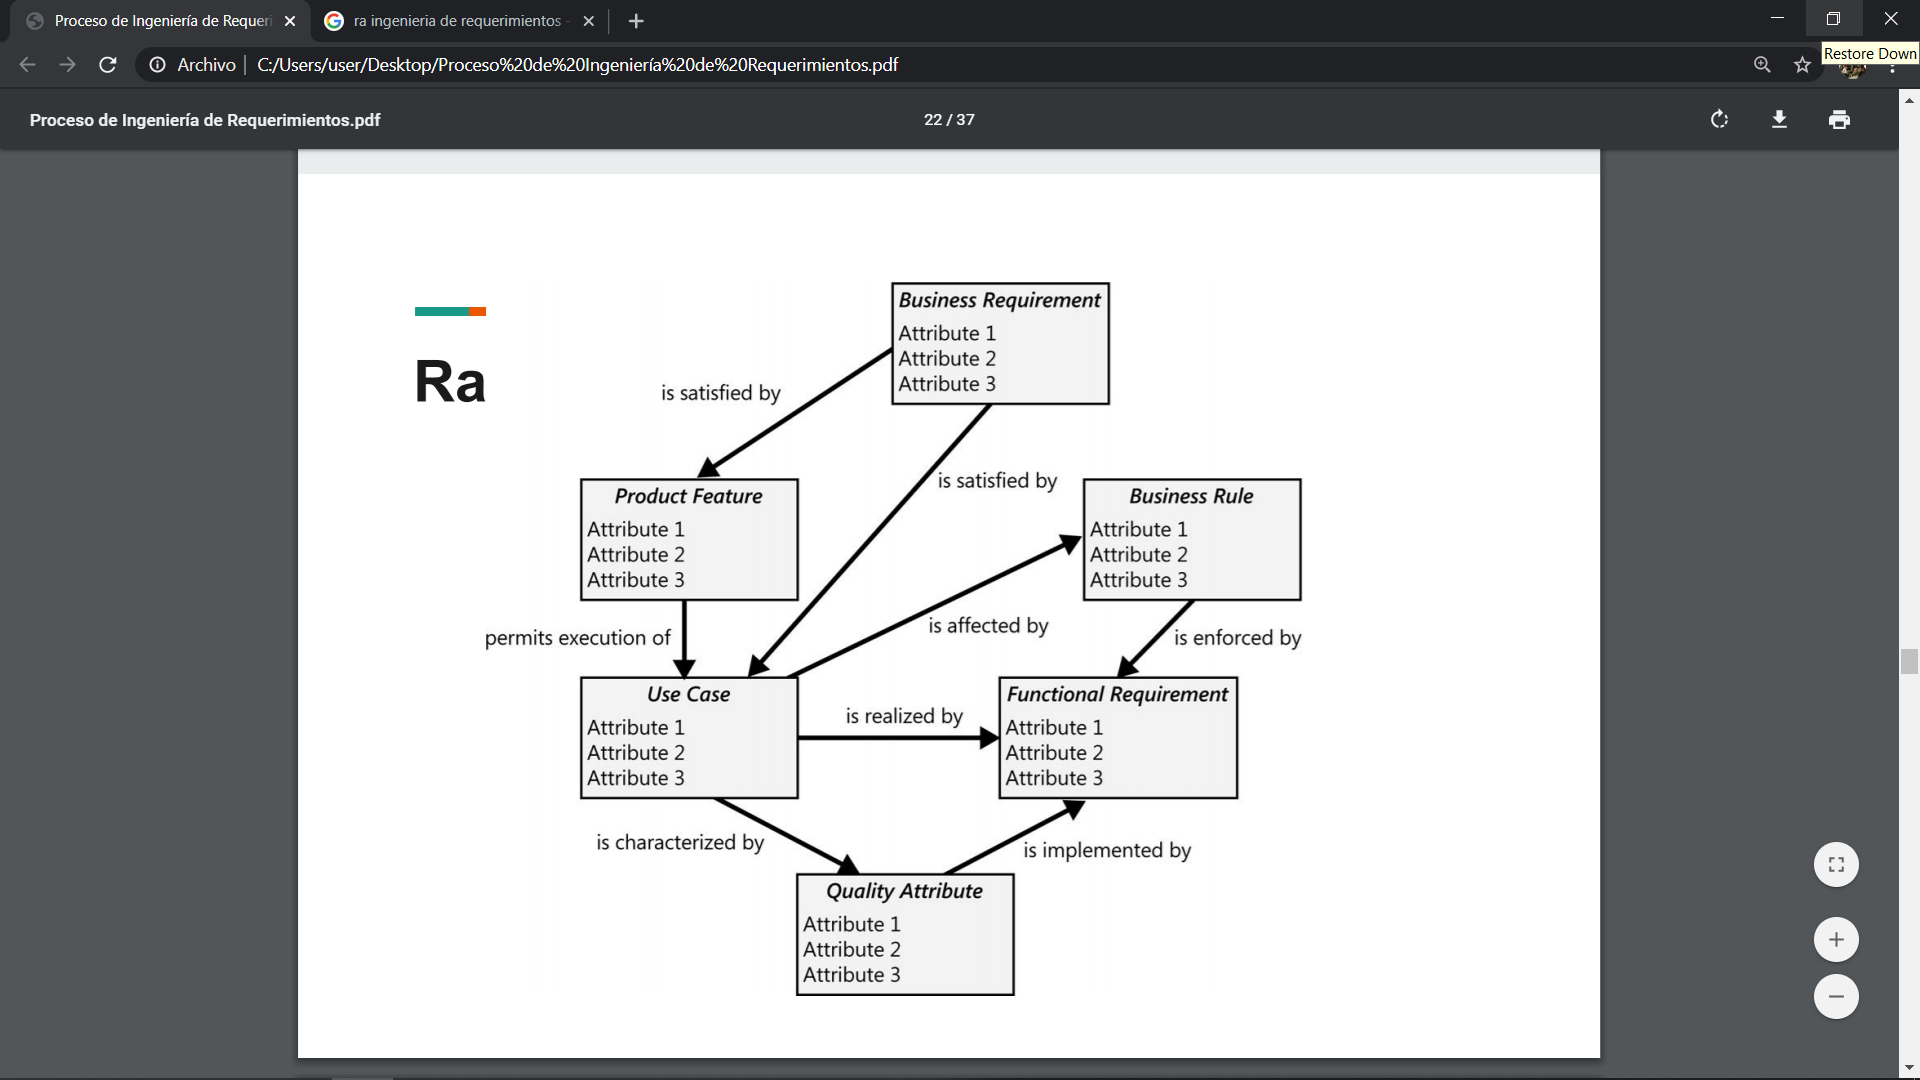 Proceso de Ingeniería de Requeri
ra ingenieria de requerimientos -
Restore Down
Archivo
C:/Users/user/Desktop/Proceso%20de%20Ingeniería%20de%20Requerimientos.pdf
Proceso de Ingeniería de Requerimientos.pdf
22 / 37
Ra
Business Requirement
Attribute 1
Attribute 2
Attribute 3
is satisfied by
is satisfied by
Product Feature
Attribute 1
Attribute 2
Attribute 3
Business Rule
Attribute 1
Attribute 2
Attribute 3
permits execution of
is affected by
is enforced by
Use Case
Attribute 1
Attribute 2
Attribute 3
is realized by
Functional Requirement
Attribute 1
Attribute 2
Attribute 3
is characterized by
is implemented by
Quality Attribute
Attribute 1
Attribute 2
Attribute 3